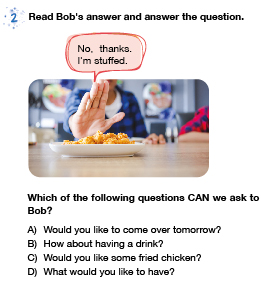 2 Read Bob's answer and answer the question.
No, thanks.
I'm stuffed.
Which of the following questions CAN we ask to
Bob?
A) Would you like to come over tomorrow?
B) How about having a drink?
C) Would you like some fried chicken?
D) What would you like to have?